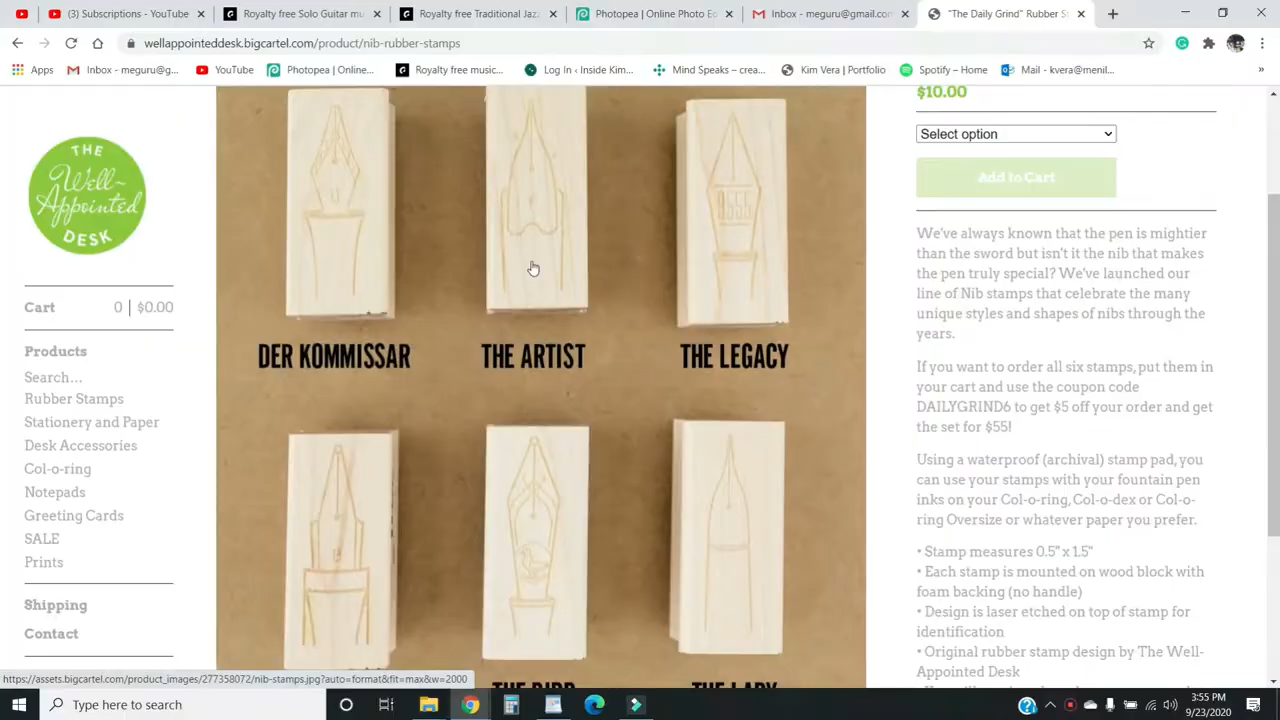 (3) Subscriptions - YouTube
Royalty free Solo Guitar mu
Royalty free Traditional Jazz
Photopea | Online Photo Ed
Inbox - meguru@gmail.com
"The Daily Grind" Rubber S
wellappointeddesk.bigcartel.com/product/nib-rubber-stamps
Apps
Inbox - meguru@g...
YouTube
Photopea | Online...
Royalty free music...
Log In ‹ Inside Kim...
Mind Speaks – crea...
Kim Vera | Portfolio
Spotify – Home
Mail - kvera@menil...
THE
Well-
Appointed
DESK
Cart 0 | $0.00
Products
Search...
Rubber Stamps
Stationery and Paper
Desk Accessories
Col-o-ring
Notepads
Greeting Cards
SALE
Prints
Shipping
Contact
DER KOMMISSAR
THE ARTIST
THE LEGACY
THE BIRD
THE LADY
$10.00
Select option
Add to Cart
We've always known that the pen is mightier
than the sword but isn't it the nib that makes
the pen truly special? We've launched our
line of Nib stamps that celebrate the many
unique styles and shapes of nibs through the
years.
If you want to order all six stamps, put them in
your cart and use the coupon code
DAILYGRIND6 to get $5 off your order and get
the set for $55!
Using a waterproof (archival) stamp pad, you
can use your stamps with your fountain pen
inks on your Col-o-ring, Col-o-dex or Col-o-
ring Oversize or whatever paper you prefer.
• Stamp measures 0.5" x 1.5"
• Each stamp is mounted on wood block with
foam backing (no handle)
• Design is laser etched on top of stamp for
identification
• Original rubber stamp design by The Well-
Appointed Desk
https://assets.bigcartel.com/product_images/277358073/nib-stamps.jpg?auto=format&fit=max&w=2000
Type here to search
3:55 PM
9/23/2020